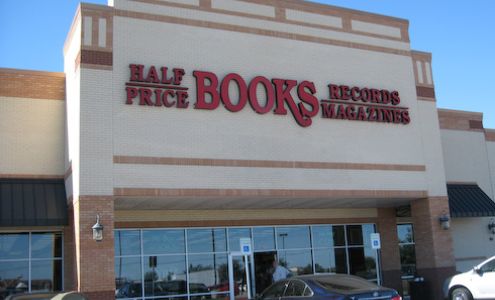 HALF
PRICE
BOOKS
RECORDS
MAGAZINES